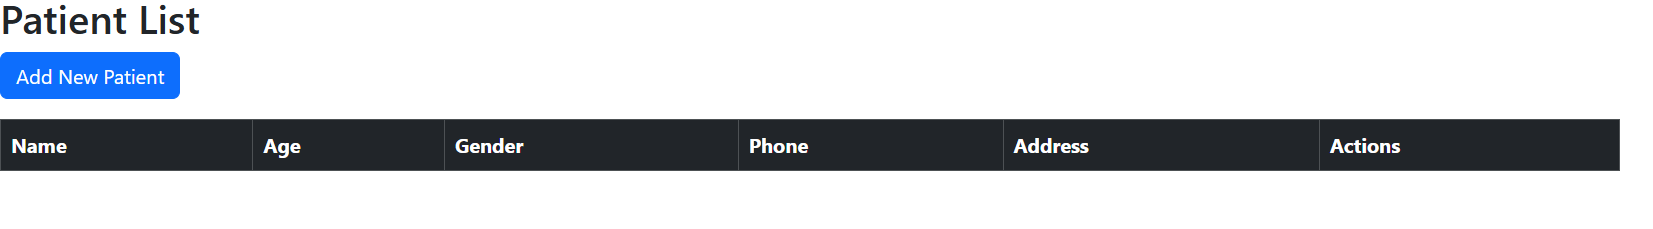 Patient List
Add New Patient
Name Age Gender Phone Address Actions